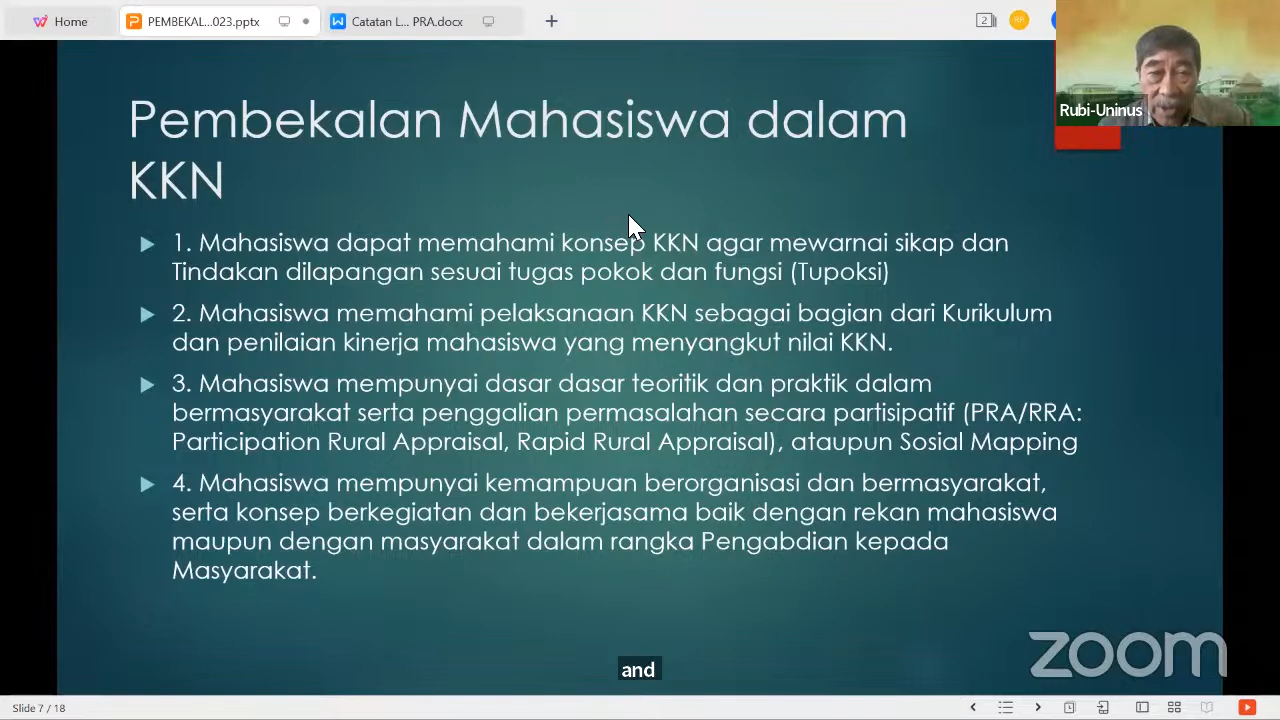 Home
PEMBEKAL...023.pptx
Catatan L... PRA.docx
2
RH
Rubi-Uninus
Pembekalan Mahasiswa dalam
KKN
1. Mahasiswa dapat memahami konsep KKN agar mewarnai sikap dan
Tindakan dilapangan sesuai tugas pokok dan fungsi (Tupoksi)
2. Mahasiswa memahami pelaksanaan KKN sebagai bagian dari Kurikulum
dan penilaian kinerja mahasiswa yang menyangkut nilai KKN.
3. Mahasiswa mempunyai dasar dasar teoritik dan praktik dalam
bermasyarakat serta penggalian permasalahan secara partisipatif (PRA/RRA:
Participation Rural Appraisal, Rapid Rural Appraisal), ataupun Sosial Mapping
4. Mahasiswa mempunyai kemampuan berorganisasi dan bermasyarakat,
serta konsep berkegiatan dan bekerjasama baik dengan rekan mahasiswa
maupun dengan masyarakat dalam rangka Pengabdian kepada
Masyarakat.
zoom
and
Slide 7 / 18